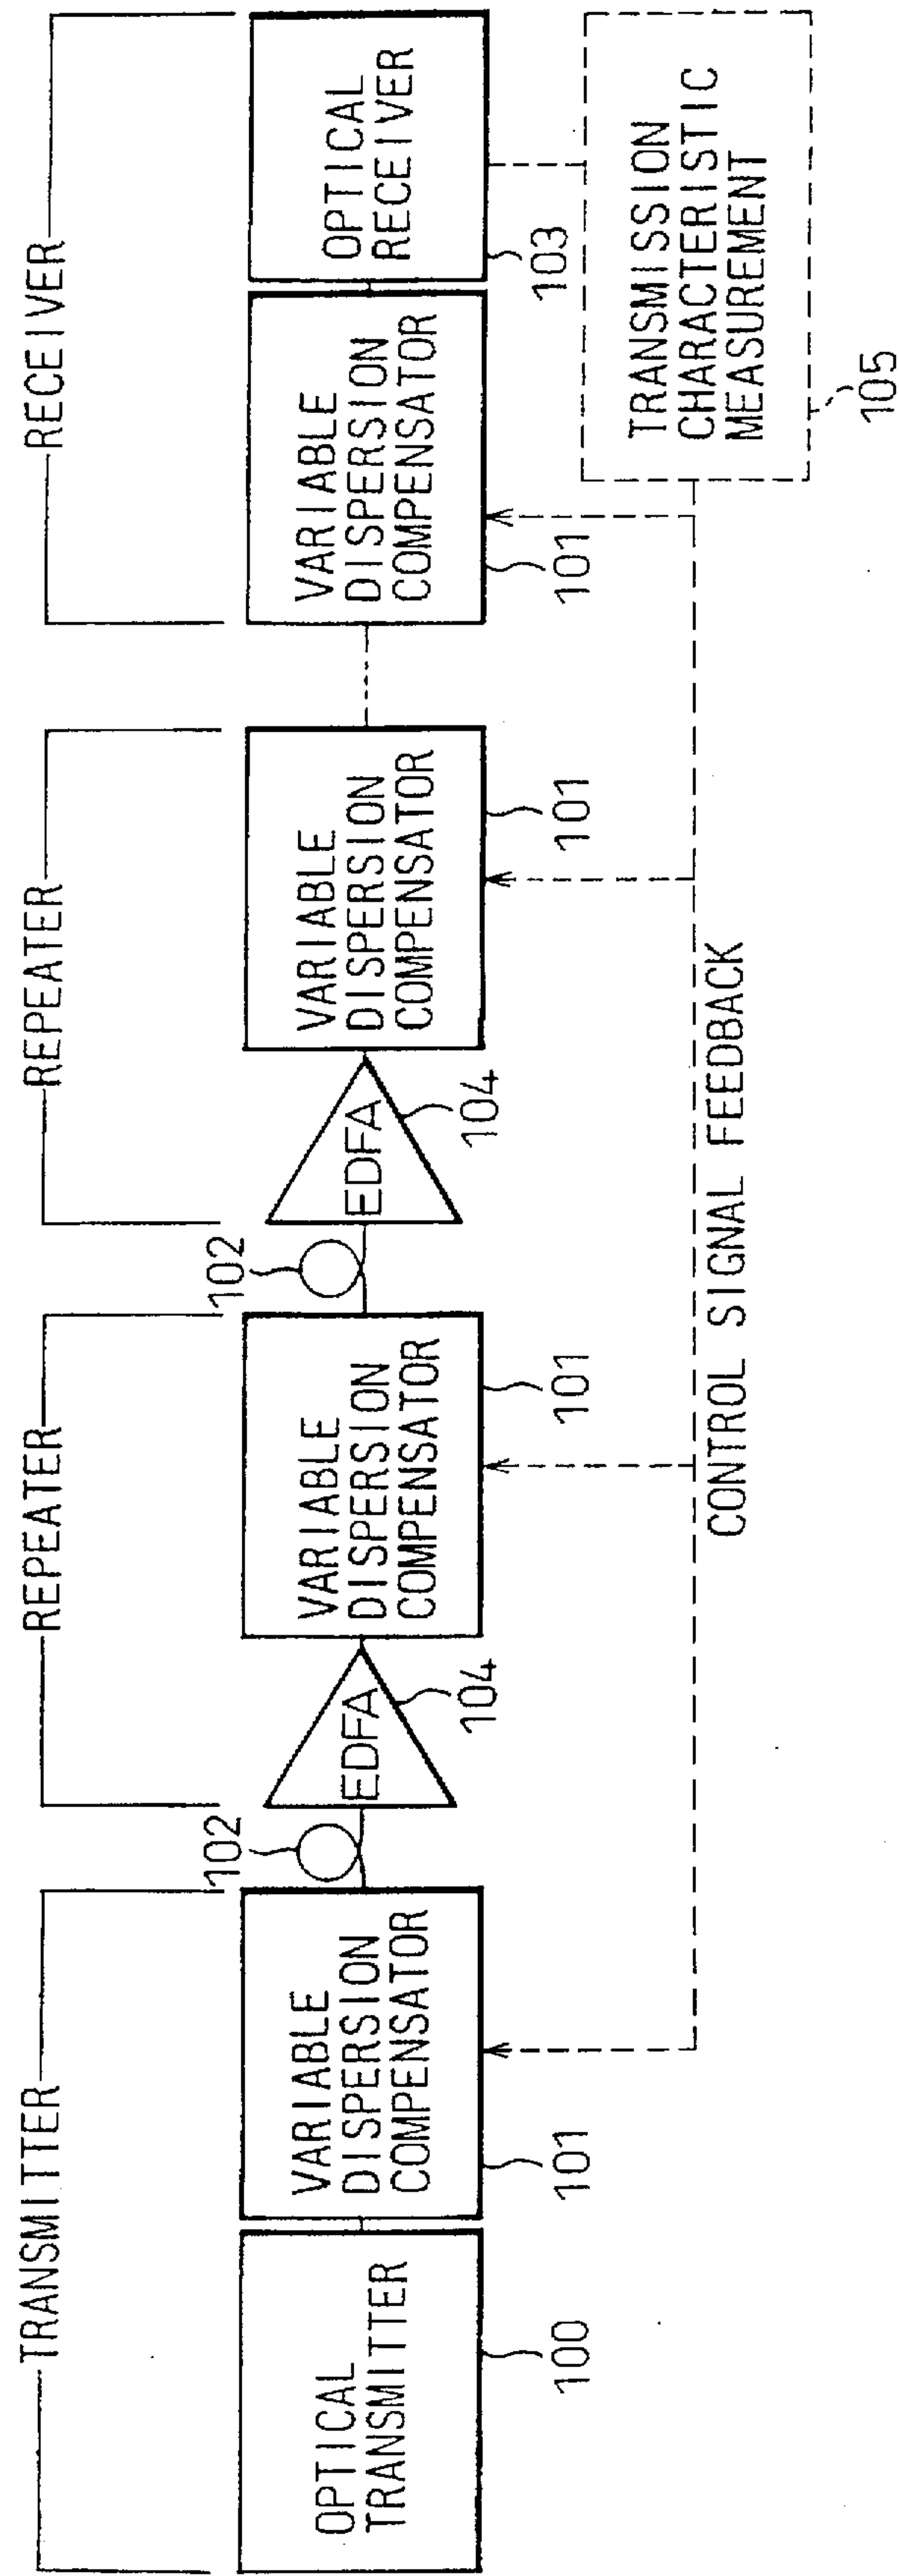 TRANSMITTER
REPEATER
REPEATER
RECEIVER
OPTICAL
TRANSMITTER
100
VARIABLE
DISPERSION
COMPENSATOR
101
102
EDFA
104
VARIABLE
DISPERSION
COMPENSATOR
101
102
EDFA
104
VARIABLE
DISPERSION
COMPENSATOR
101
VARIABLE
DISPERSION
COMPENSATOR
101
OPTICAL
RECEIVER
103
TRANSMISSION
CHARACTERISTIC
MEASUREMENT
105
CONTROL SIGNAL FEEDBACK